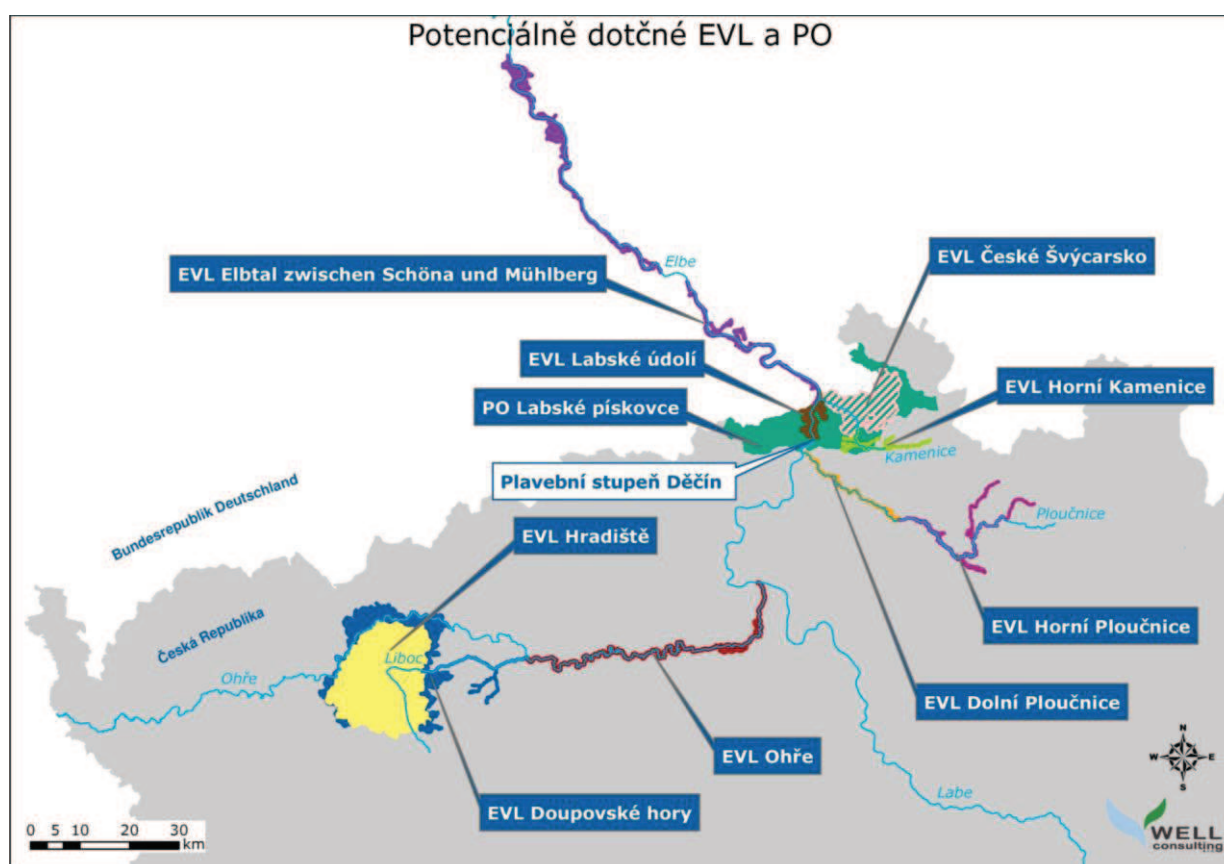 Potenciálně dotčné EVL a PO
EVL Elbtal zwischen Schöna und Mühlberg
Elbe
EVL České Švýcarsko
EVL Labské údolí
EVL Horní Kamenice
PO Labské pískovce
Kamenice
Plavební stupeň Děčín
Ploučnice
Bundesrepublik Deutschland
EVL Hradiště
Česká Republika
EVL Horní Ploučnice
Liboc
Ohře
EVL Dolní Ploučnice
EVL Ohře
Labe
EVL Doupovské hory
N
W E
S
0 5 10 20 30
km
WELL
consulting